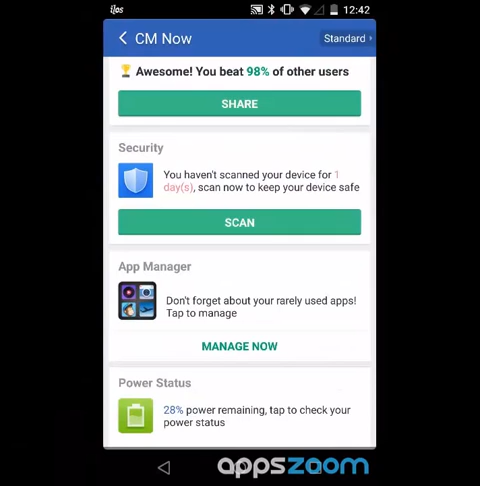 ilos
12:42
CM Now
Standard
Awesome! You beat 98% of other users
SHARE
Security
You haven't scanned your device for 1
day(s), scan now to keep your device safe
SCAN
App Manager
Don't forget about your rarely used apps!
Tap to manage
MANAGE NOW
Power Status
28% power remaining, tap to check your
power status
appszoom